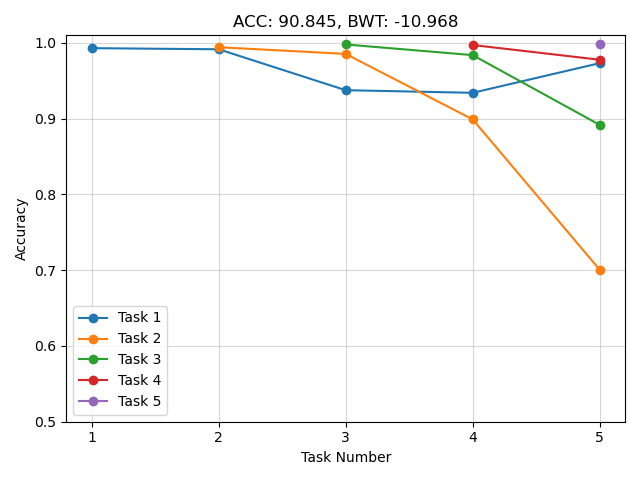 ACC: 90.845, BWT: -10.968
1.0
0.9
0.8
0.7
0.6
0.5
Accuracy
Task 1
Task 2
Task 3
Task 4
Task 5
1 2 3 4 5
Task Number